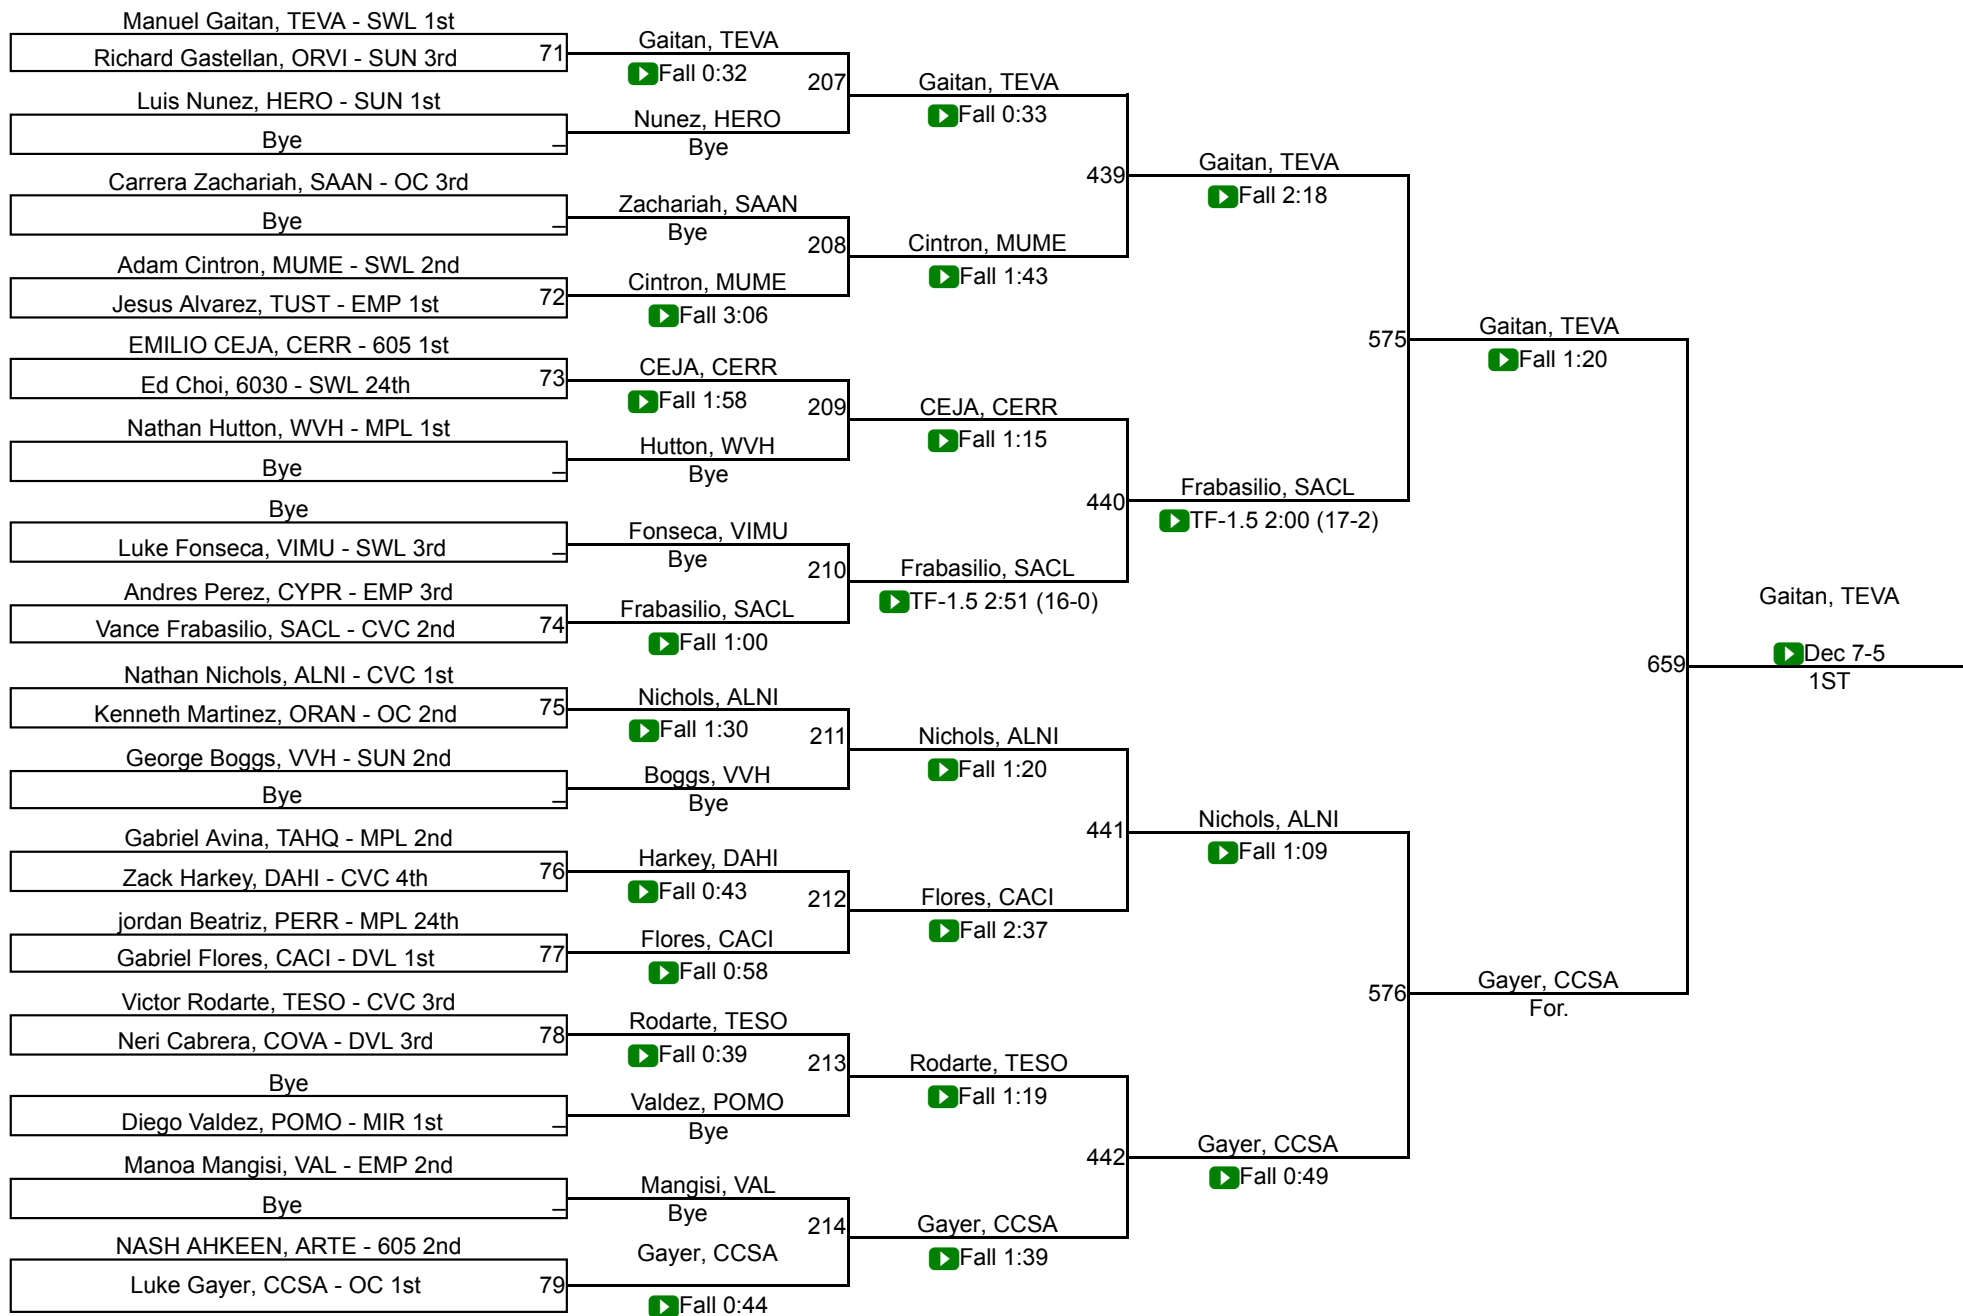 Manuel Gaitan, TEVA - SWL 1st
Richard Gastellan, ORVI - SUN 3rd
71
Luis Nunez, HERO - SUN 1st
Bye
Carrera Zachariah, SAAN - OC 3rd
Bye
Adam Cintron, MUME - SWL 2nd
Jesus Alvarez, TUST - EMP 1st
72
EMILIO CEJA, CERR - 605 1st
Ed Choi, 6030 - SWL 24th
73
Nathan Hutton, WVH - MPL 1st
Bye
Bye
Luke Fonseca, VIMU - SWL 3rd
Andres Perez, CYPR - EMP 3rd
Vance Frabasilio, SACL - CVC 2nd
74
Nathan Nichols, ALNI - CVC 1st
Kenneth Martinez, ORAN - OC 2nd
75
George Boggs, VVH - SUN 2nd
Bye
Gabriel Avina, TAHQ - MPL 2nd
Zack Harkey, DAHI - CVC 4th
76
jordan Beatriz, PERR - MPL 24th
Gabriel Flores, CACI - DVL 1st
77
Victor Rodarte, TESO - CVC 3rd
Neri Cabrera, COVA - DVL 3rd
78
Bye
Diego Valdez, POMO - MIR 1st
Manoa Mangisi, VAL - EMP 2nd
Bye
NASH AHKEEN, ARTE - 605 2nd
Luke Gayer, CCSA - OC 1st
79
Gaitan, TEVA
Fall 0:32
207
Nunez, HERO
Bye
Zachariah, SAAN
Bye
208
Cintron, MUME
Fall 3:06
CEJA, CERR
Fall 1:58
209
Hutton, WVH
Bye
Fonseca, VIMU
Bye
210
Frabasilio, SACL
Fall 1:00
Nichols, ALNI
Fall 1:30
211
Boggs, VVH
Bye
Harkey, DAHI
Fall 0:43
212
Flores, CACI
Fall 0:58
Rodarte, TESO
Fall 0:39
213
Valdez, POMO
Bye
Mangisi, VAL
Bye
214
Gayer, CCSA
Fall 0:44
Gaitan, TEVA
Fall 0:33
439
Cintron, MUME
Fall 1:43
CEJA, CERR
Fall 1:15
440
Frabasilio, SACL
TF-1.5 2:51 (16-0)
Nichols, ALNI
Fall 1:20
441
Flores, CACI
Fall 2:37
Rodarte, TESO
Fall 1:19
442
Gayer, CCSA
Fall 1:39
Gaitan, TEVA
Fall 2:18
575
Frabasilio, SACL
TF-1.5 2:00 (17-2)
Nichols, ALNI
Fall 1:09
576
Gayer, CCSA
Fall 0:49
Gaitan, TEVA
Fall 1:20
659
Gayer, CCSA
For.
Gaitan, TEVA
Dec 7-5
1ST